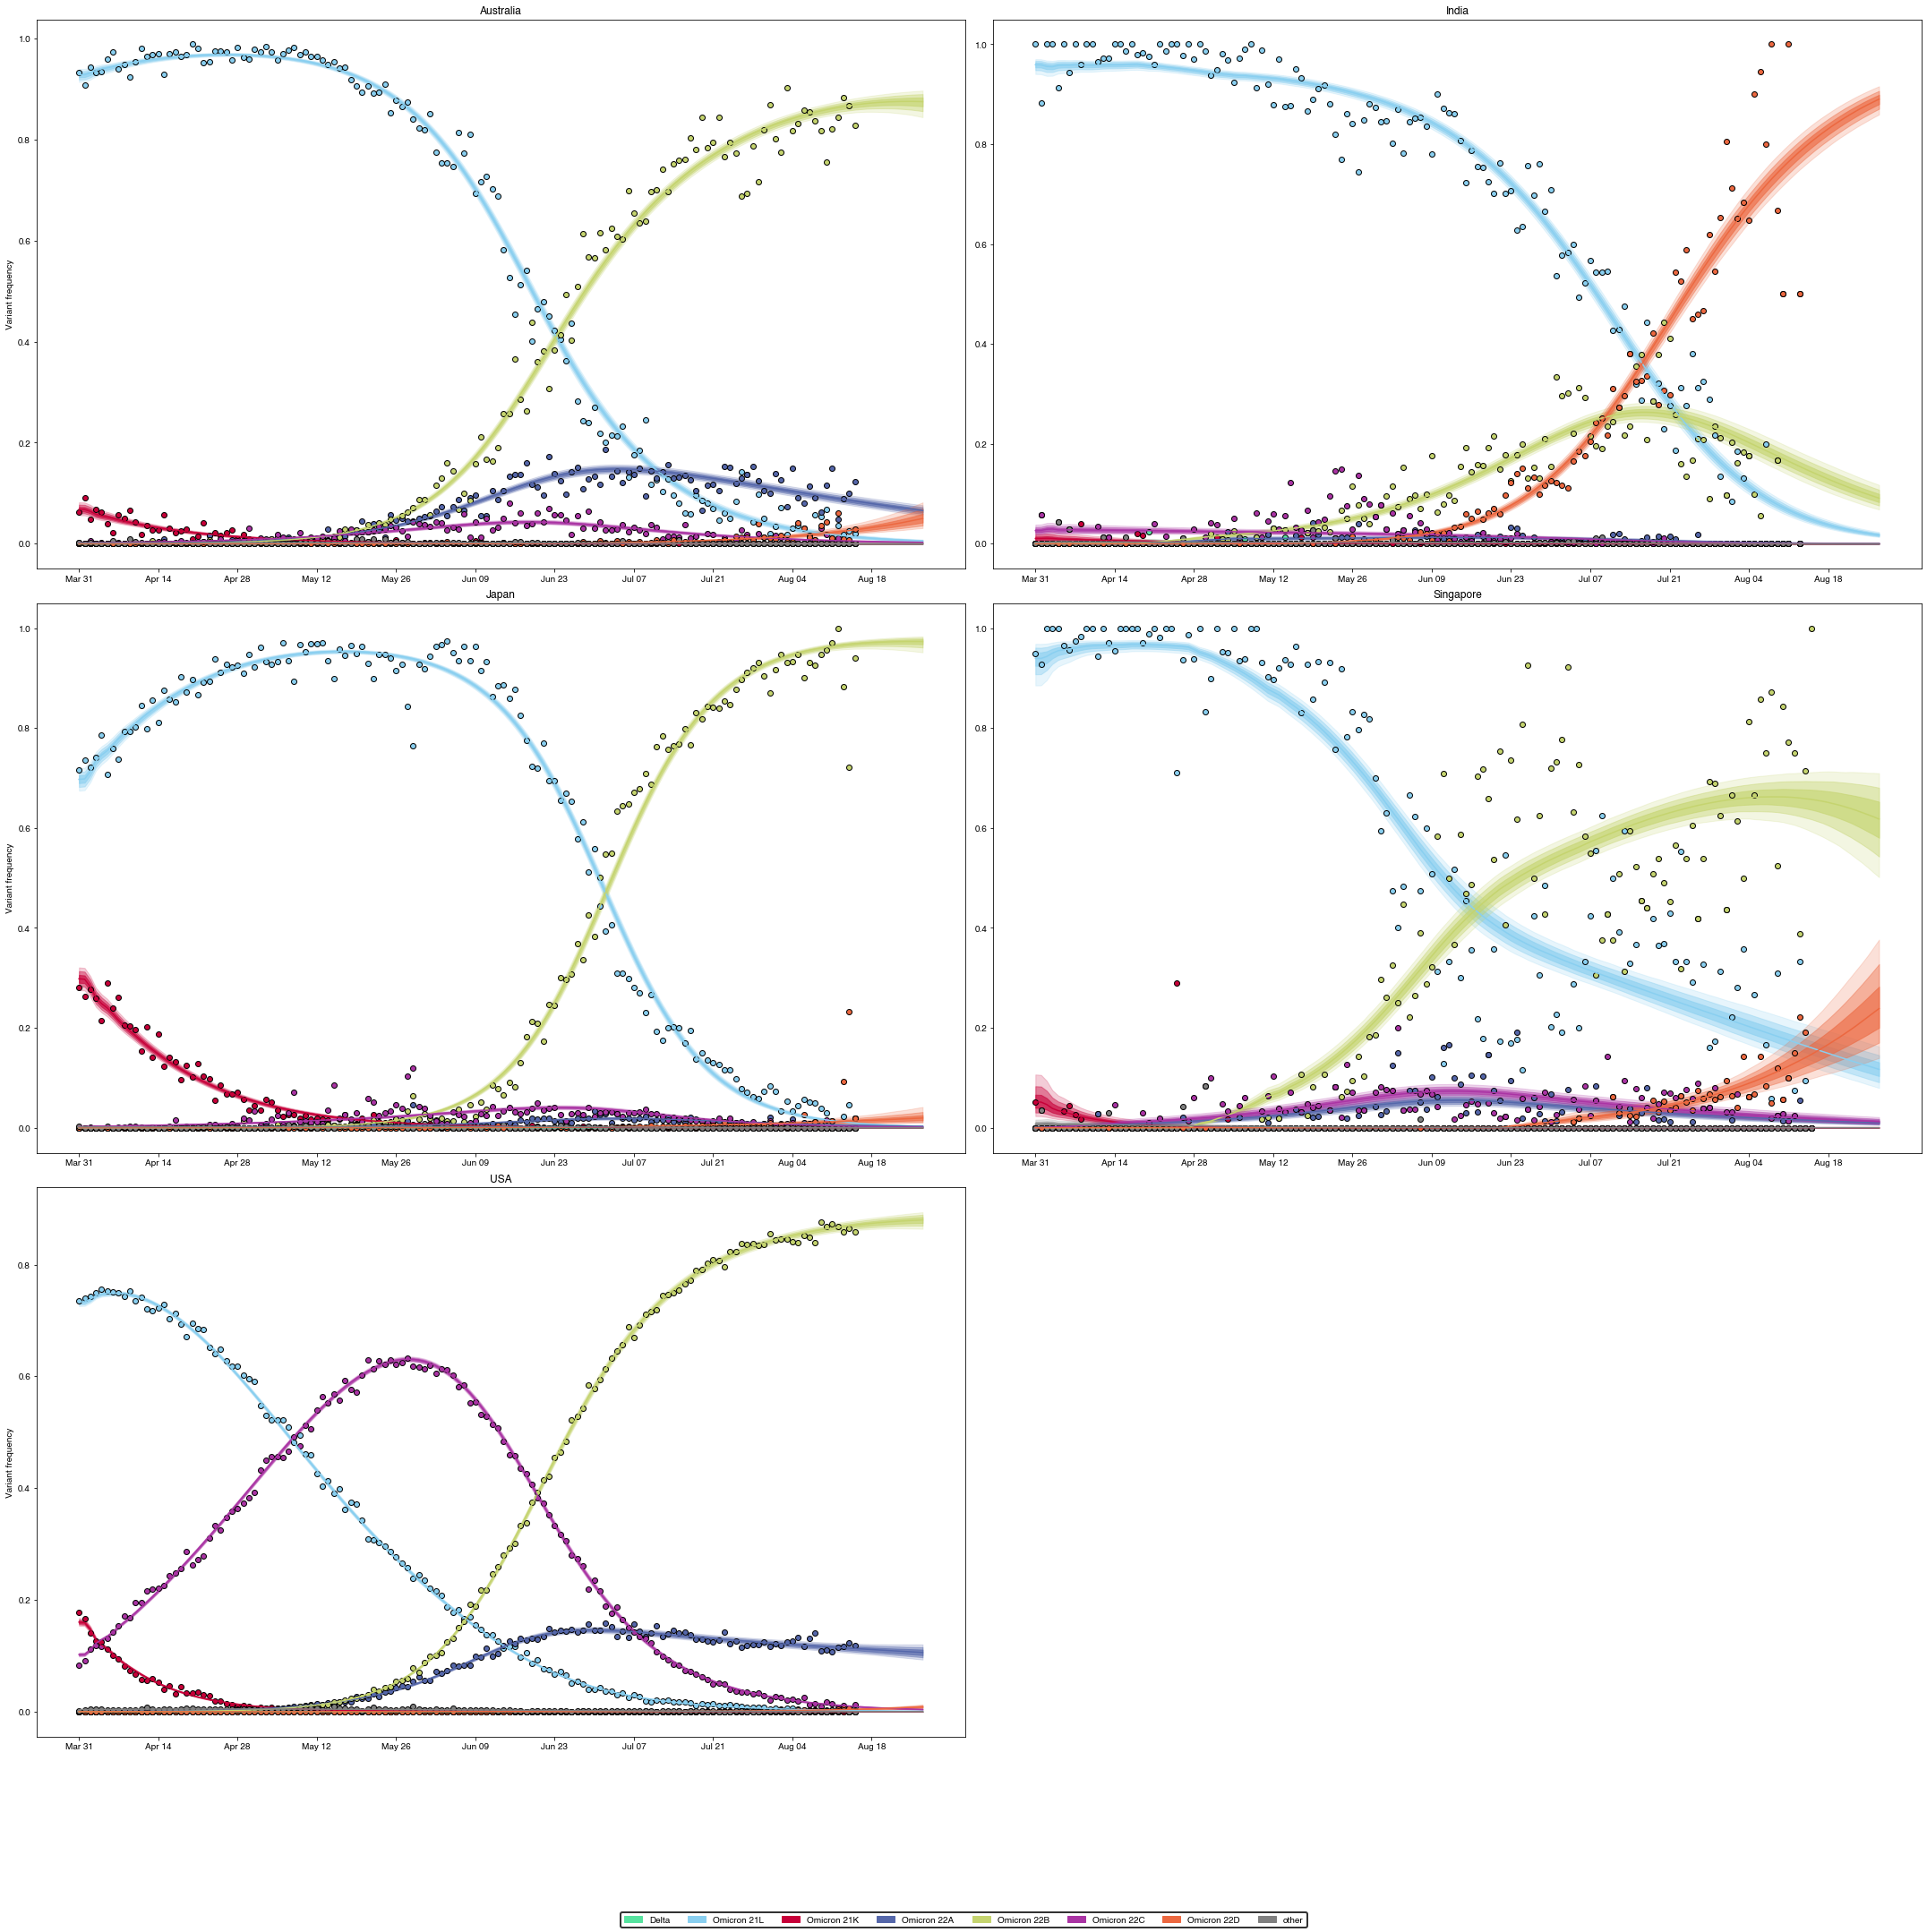 Australia
India
Variant frequency
1.0
0.8
0.6
0.4
0.2
0.0
Mar 31 Apr 14 Apr 28 May 12 May 26 Jun 09 Jun 23 Jul 07 Jul 21 Aug 04 Aug 18
1.0
0.8
0.6
0.4
0.2
0.0
Mar 31 Apr 14 Apr 28 May 12 May 26 Jun 09 Jun 23 Jul 07 Jul 21 Aug 04 Aug 18
Japan
Singapore
Variant frequency
1.0
0.8
0.6
0.4
0.2
0.0
Mar 31 Apr 14 Apr 28 May 12 May 26 Jun 09 Jun 23 Jul 07 Jul 21 Aug 04 Aug 18
1.0
0.8
0.6
0.4
0.2
0.0
Mar 31 Apr 14 Apr 28 May 12 May 26 Jun 09 Jun 23 Jul 07 Jul 21 Aug 04 Aug 18
USA
Variant frequency
0.8
0.6
0.4
0.2
0.0
Mar 31 Apr 14 Apr 28 May 12 May 26 Jun 09 Jun 23 Jul 07 Jul 21 Aug 04 Aug 18
Delta Omicron 21L Omicron 21K Omicron 22A Omicron 22B Omicron 22C Omicron 22D other